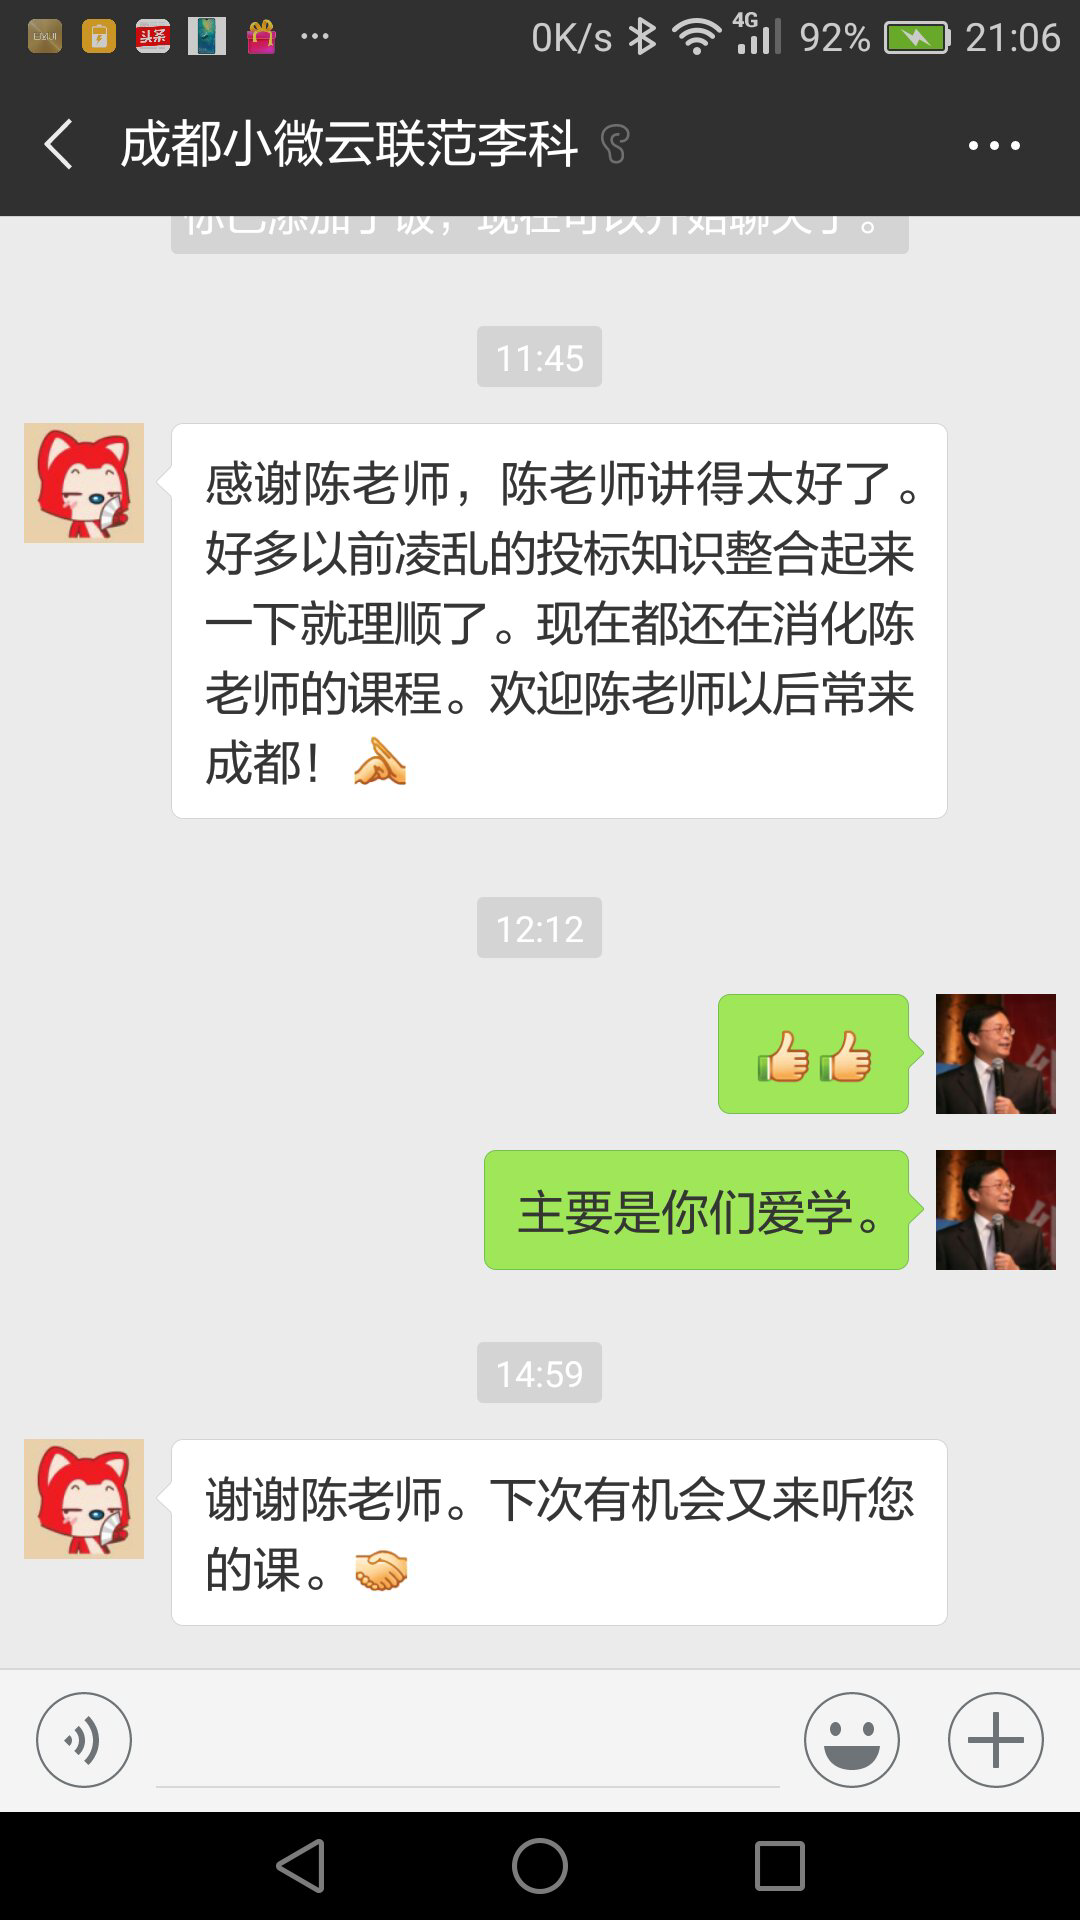 0K/s 4G 92% 21:06
成都小微云联范李科
11:45
感谢陈老师，陈老师讲得太好了。
好多以前凌乱的投标知识整合起来
一下就理顺了。现在都还在消化陈
老师的课程。欢迎陈老师以后常来
成都！
12:12
主要是你们爱学。
14:59
谢谢陈老师。下次有机会又来听您
的课。